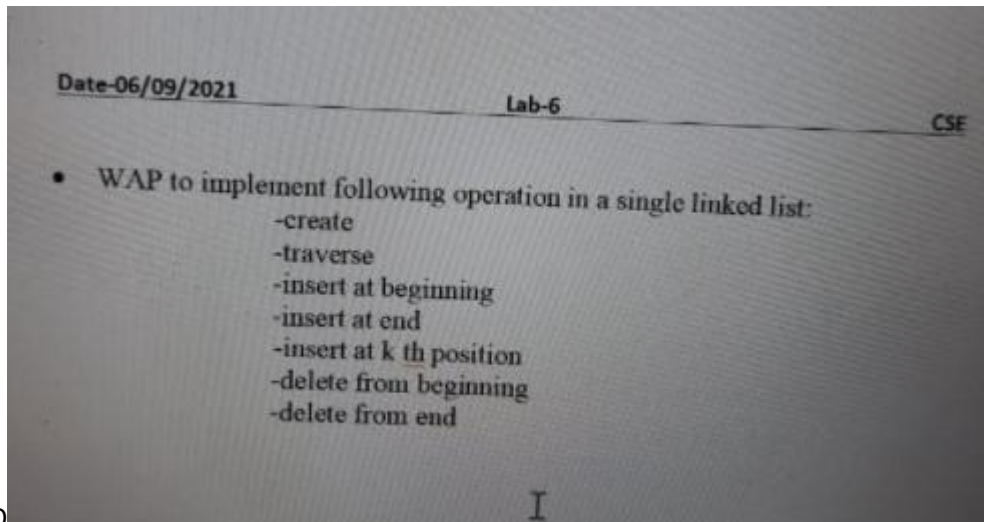 Date-06/09/2021 Lab-6 CSE
• WAP to implement following operation in a single linked list:
-create
-traverse
-insert at beginning
-insert at end
-insert at k th position
-delete from beginning
-delete from end